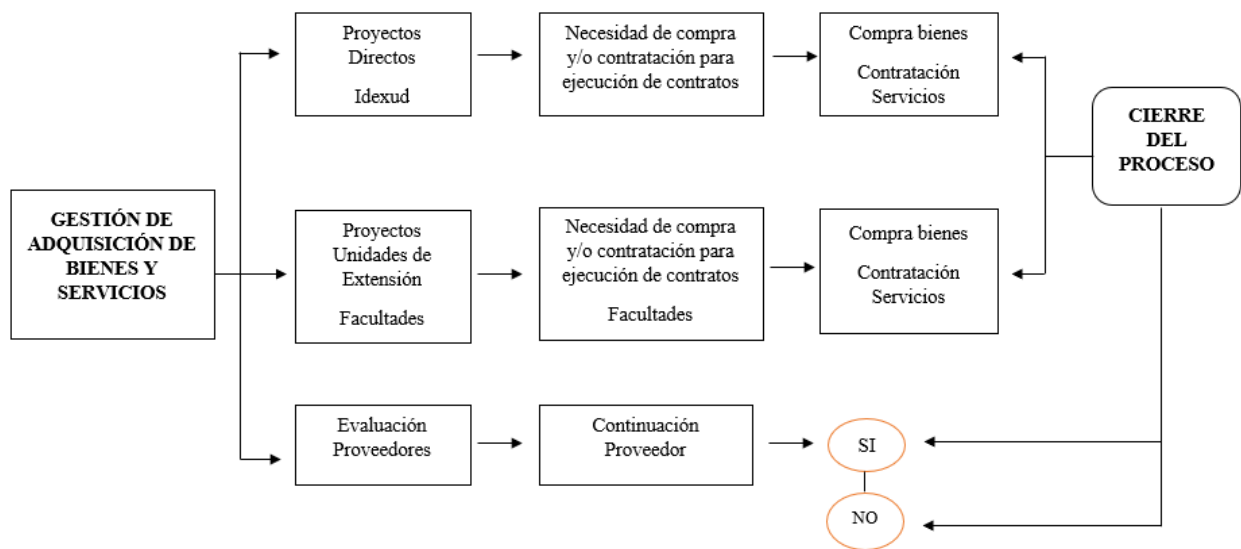 GESTIÓN DE
ADQUISICIÓN DE
BIENES Y
SERVICIOS
Proyectos
Directos
Idexud
Necesidad de compra
y/o contratación para
ejecución de contratos
Compra bienes
Contratación
Servicios
Proyectos
Unidades de
Extensión
Facultades
Necesidad de compra
y/o contratación para
ejecución de contratos
Facultades
Compra bienes
Contratación
Servicios
Evaluación
Proveedores
Continuación
Proveedor
SI
NO
CIERRE
DEL
PROCESO